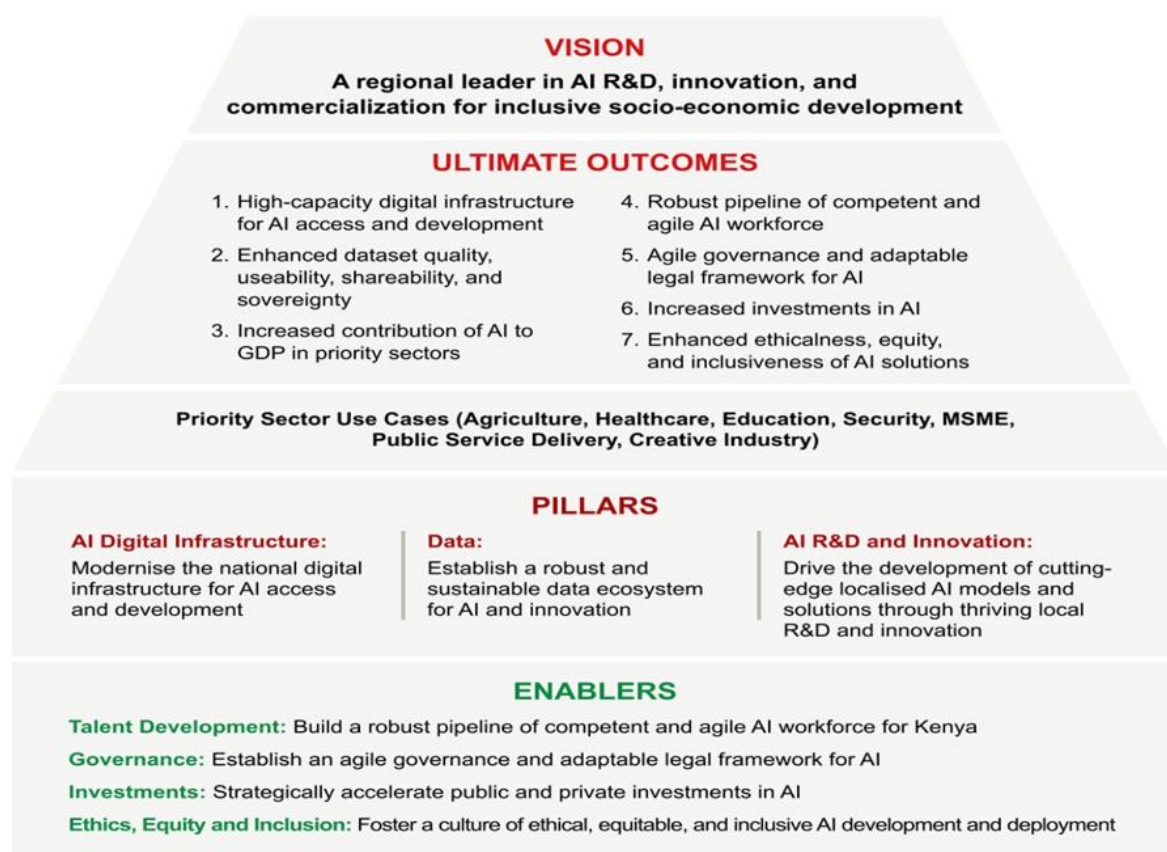 VISION
A regional leader in AI R&D, innovation, and
commercialization for inclusive socio-economic development
ULTIMATE OUTCOMES
1. High-capacity digital infrastructure
for AI access and development
2. Enhanced dataset quality,
useability, shareability, and
sovereignty
3. Increased contribution of AI to
GDP in priority sectors
4. Robust pipeline of competent and
agile AI workforce
5. Agile governance and adaptable
legal framework for AI
6. Increased investments in AI
7. Enhanced ethicalness, equity,
and inclusiveness of AI solutions
Priority Sector Use Cases (Agriculture, Healthcare, Education, Security, MSME,
Public Service Delivery, Creative Industry)
PILLARS
AI Digital Infrastructure:
Modernise the national digital
infrastructure for AI access
and development
Data:
Establish a robust and
sustainable data ecosystem
for AI and innovation
AI R&D and Innovation:
Drive the development of cutting-
edge localised AI models and
solutions through thriving local
R&D and innovation
ENABLERS
Talent Development: Build a robust pipeline of competent and agile AI workforce for Kenya
Governance: Establish an agile governance and adaptable legal framework for AI
Investments: Strategically accelerate public and private investments in AI
Ethics, Equity and Inclusion: Foster a culture of ethical, equitable, and inclusive AI development and deployment